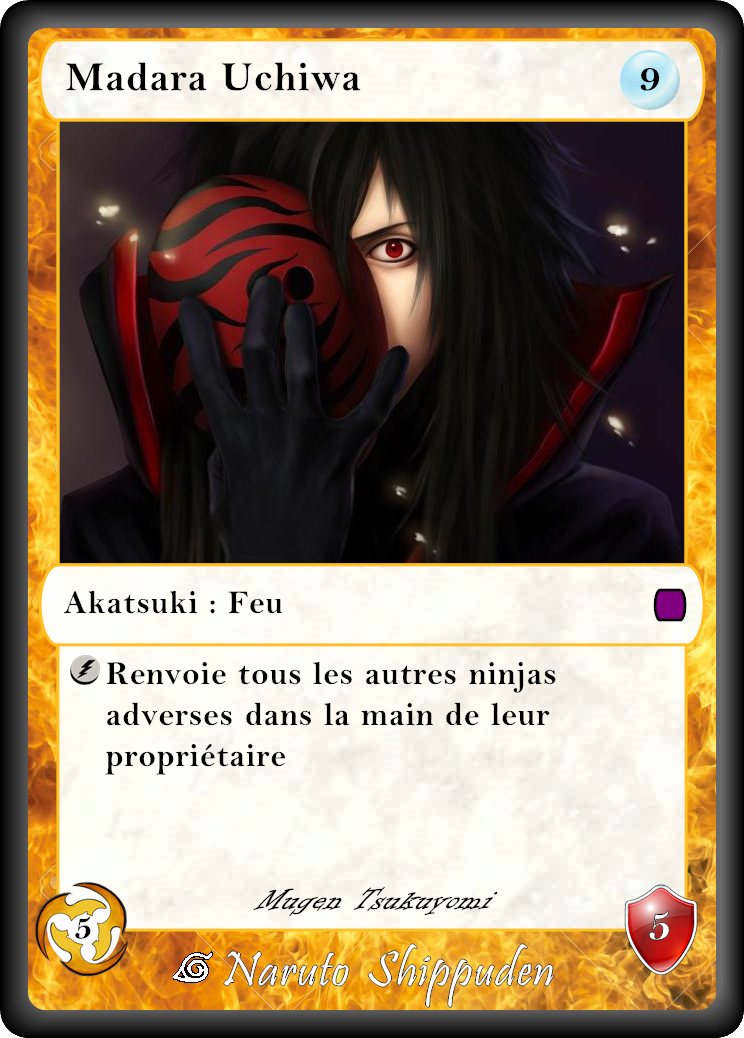 Madara Uchiwa
9
Akatsuki : Feu
Renvoie tous les autres ninjas
adverses dans la main de leur
propriétaire
Mugen Tsukuyomi
5
5
Naruto Shippuden